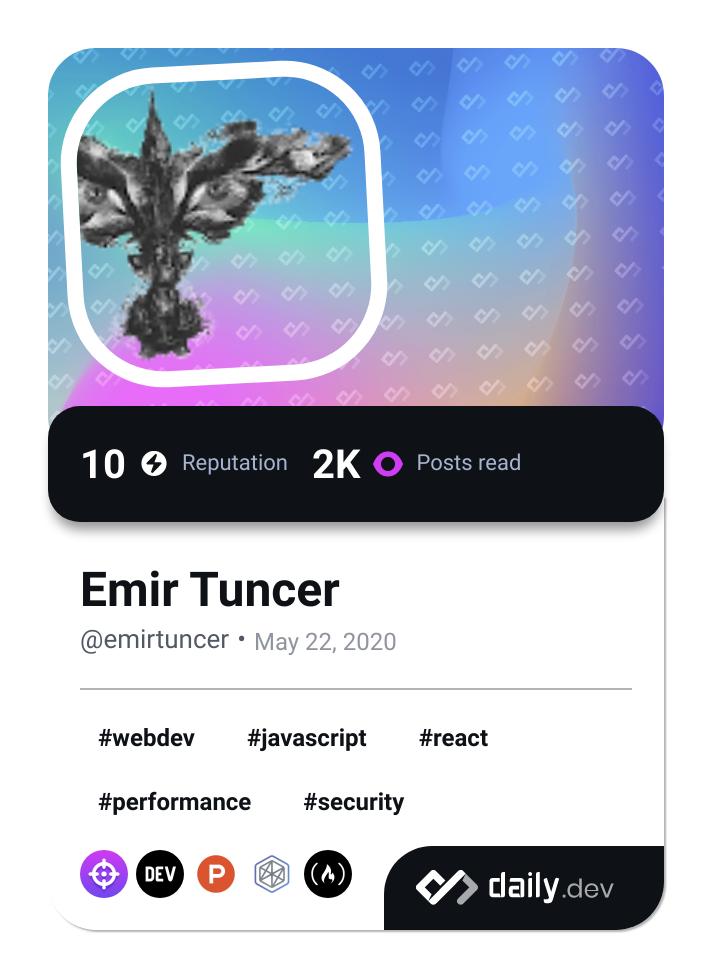 10 Reputation 2K Posts read
Emir Tuncer
@emirtuncer • May 22, 2020
#webdev #javascript #react
#performance #security
DEV P
daily.dev